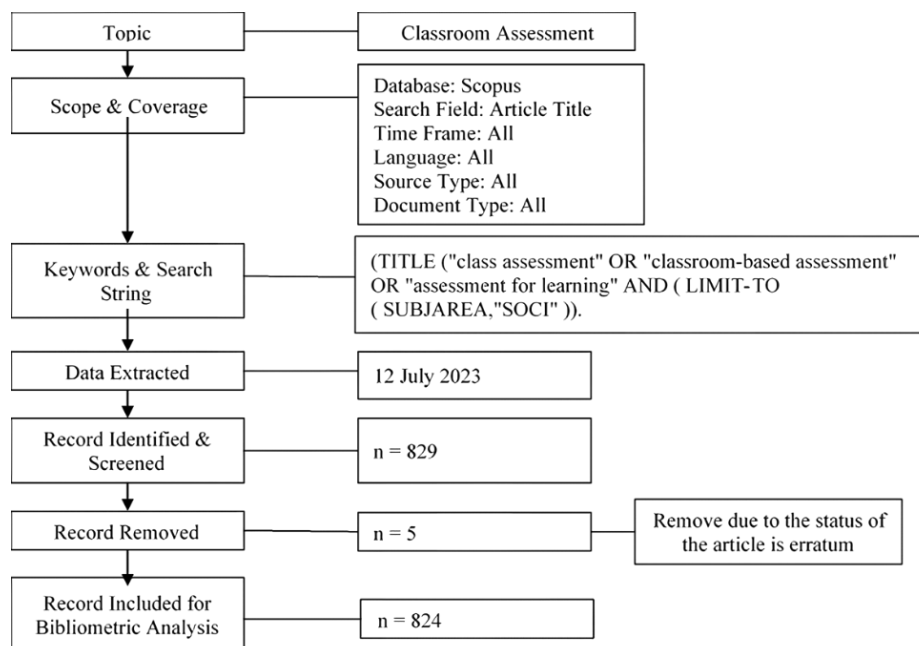 Topic
Classroom Assessment
Scope & Coverage
Database: Scopus
Search Field: Article Title
Time Frame: All
Language: All
Source Type: All
Document Type: All
Keywords & Search
String
(TITLE ("class assessment" OR "classroom-based assessment"
OR "assessment for learning" AND ( LIMIT-TO
( SUBJAREA,"SOCI" )).
Data Extracted
12 July 2023
Record Identified &
Screened
n = 829
Record Removed
n = 5
Remove due to the status of
the article is erratum
Record Included for
Bibliometric Analysis
n = 824